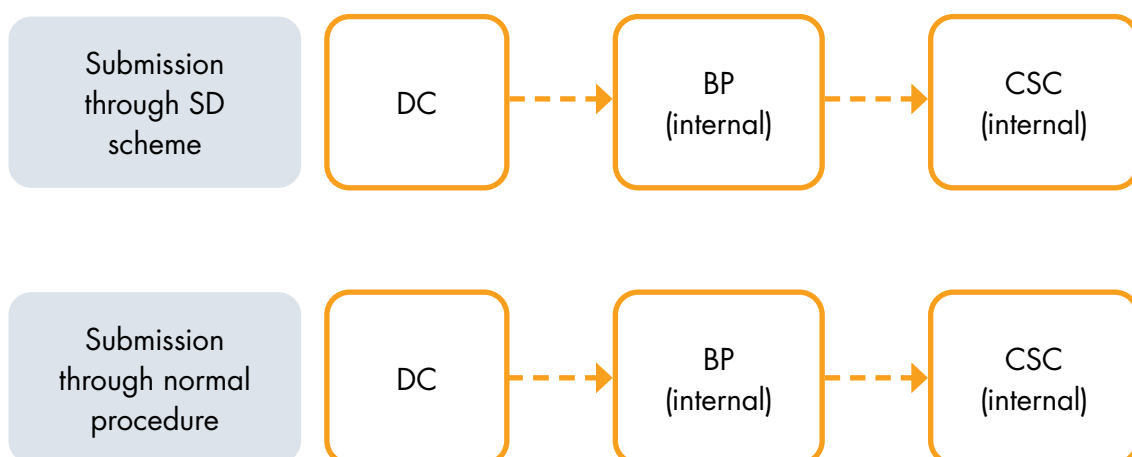 Submission
through SD
scheme
DC
BP
(internal)
CSC
(internal)
Submission
through normal
procedure
DC
BP
(internal)
CSC
(internal)